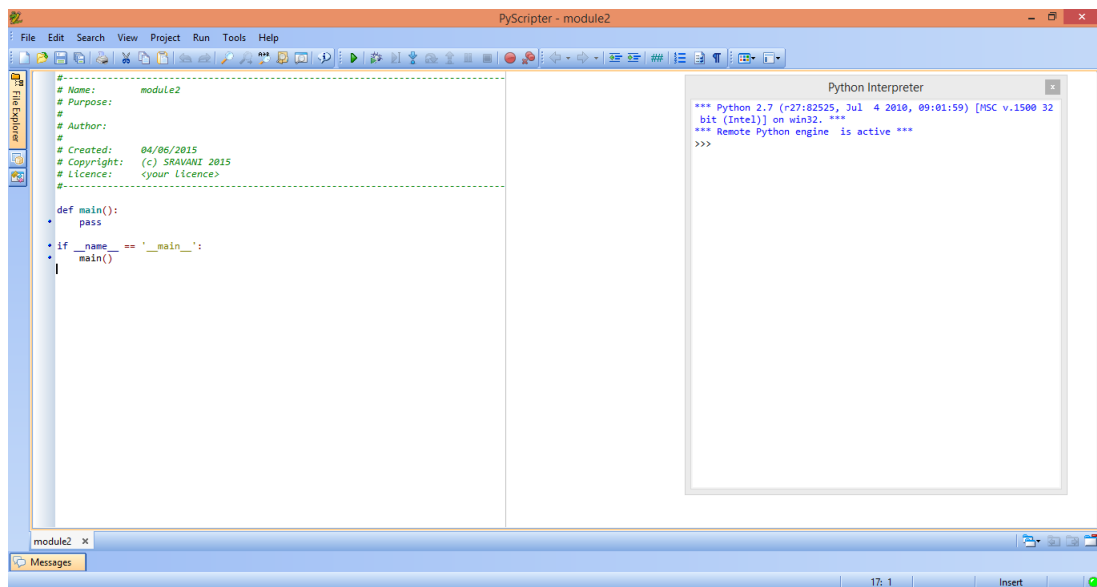 PyScripter - module2
File Edit Search View Project Run Tools Help
File Explorer
#-------------------------------------------------------------------------------
# Name:        module2
# Purpose:
#
# Author:
#
# Created:     04/06/2015
# Copyright:   (c) SRAVANI 2015
# Licence:     <your licence>
#-------------------------------------------------------------------------------
def main():
    pass
if __name__ == '__main__':
    main()
Python Interpreter
*** Python 2.7 (r27:82525, Jul  4 2010, 09:01:59) [MSC v.1500 32
bit (Intel)] on win32. ***
*** Remote Python engine  is active ***
>>>
module2
Messages
17: 1
Insert